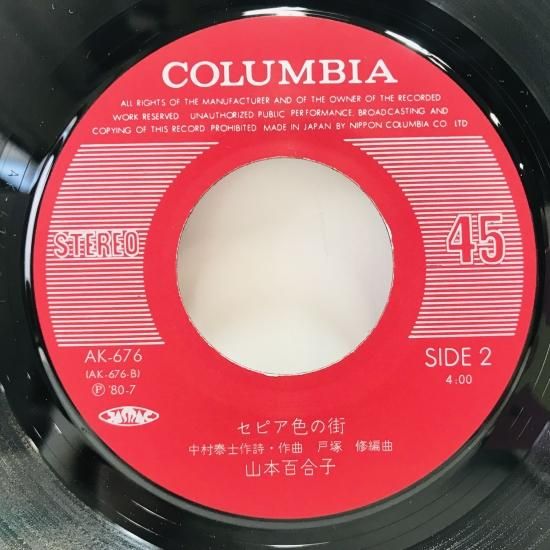 COLUMBIA
ALL RIGHTS OF THE MANUFACTURER AND OF THE OWNER OF THE RECORDED
WORK RESERVED. UNAUTHORIZED PUBLIC PERFORMANCE. BROADCASTING AND
COPYING OF THIS RECORD PROHIBITED MADE IN JAPAN BY NIPPON COLUMBIA CO LTD
STEREO
45
AK-676
(AK-676-B)
Ⓟ '80-7
SIDE 2
4:00
JASRAC
セピア色の街
中村泰士作詩・作曲 戸塚 修編曲
山本百合子